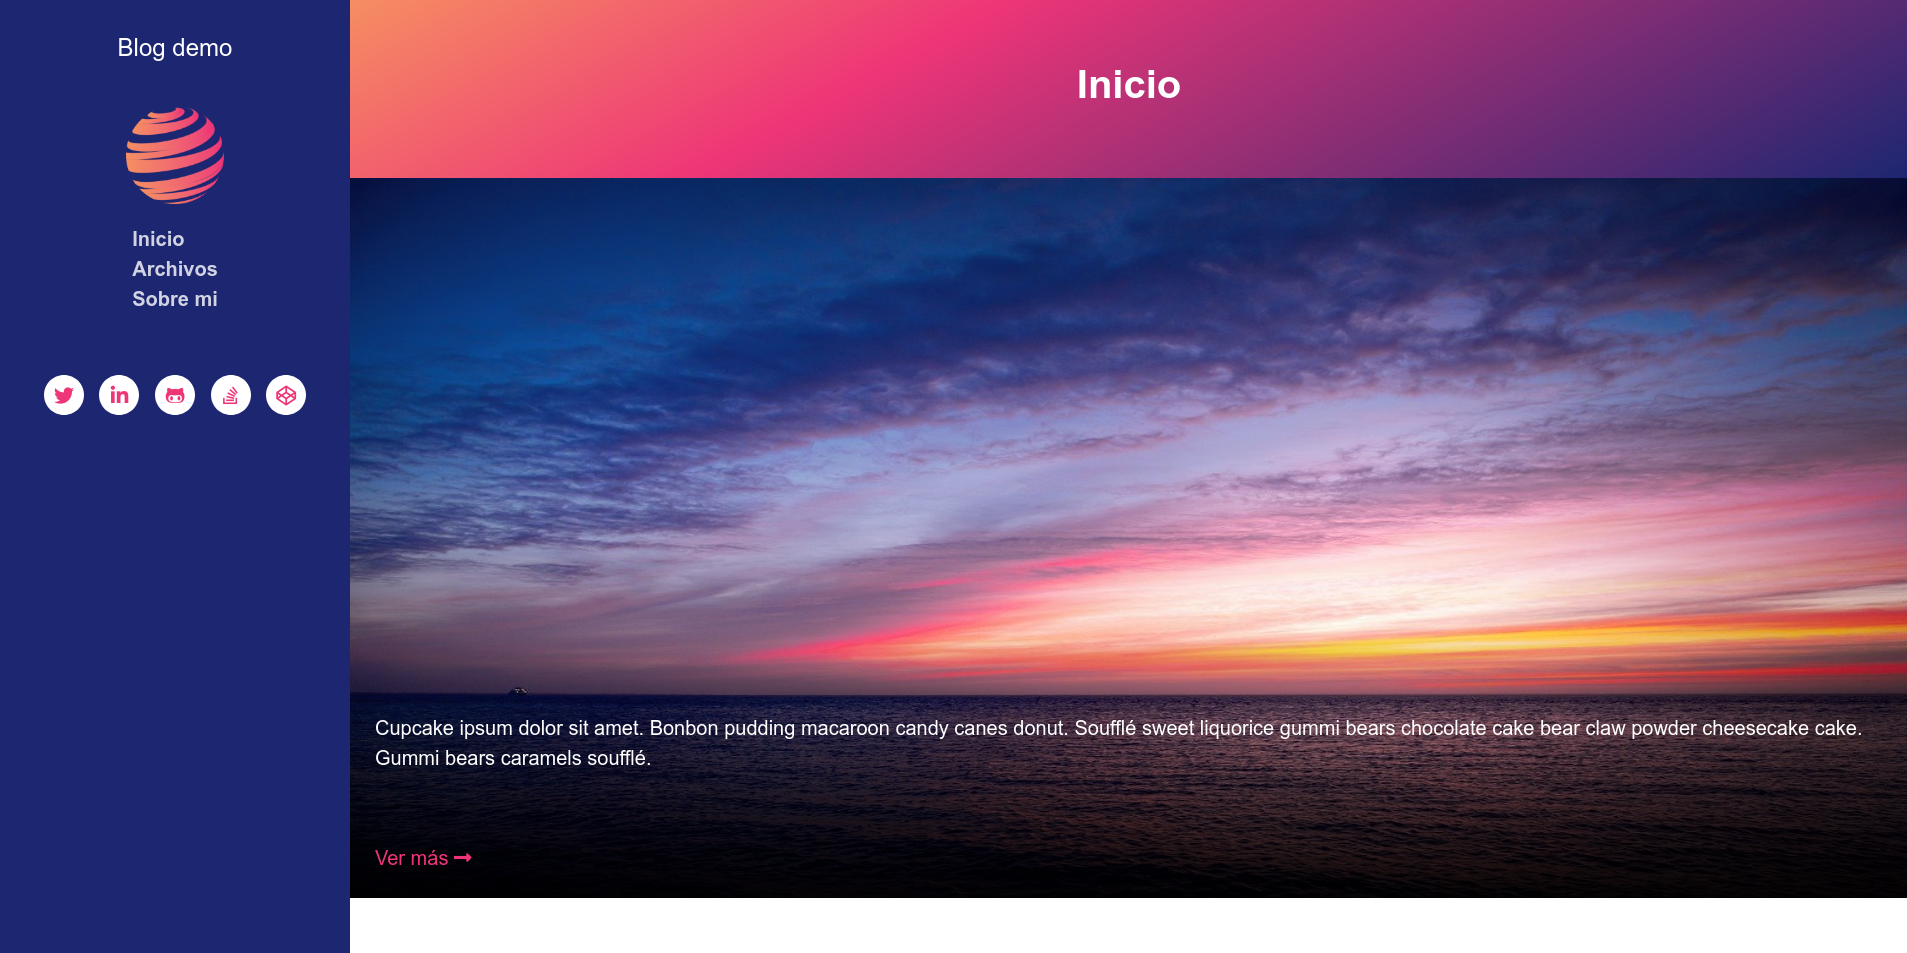 Blog demo
Inicio
Archivos
Sobre mi
Inicio
Cupcake ipsum dolor sit amet. Bonbon pudding macaroon candy canes donut. Soufflé sweet liquorice gummi bears chocolate cake bear claw powder cheesecake cake.
Gummi bears caramels soufflé.
Ver más